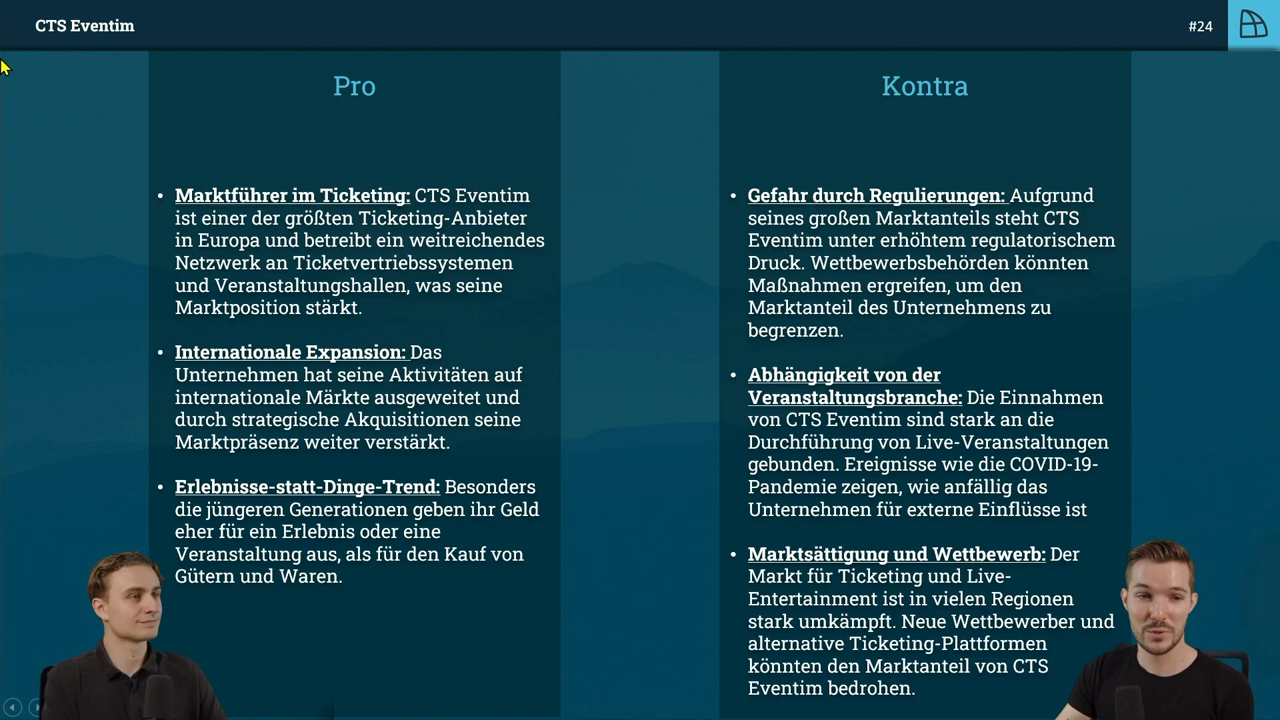 CTS Eventim
#24
Pro
• Marktführer im Ticketing: CTS Eventim
ist einer der größten Ticketing-Anbieter
in Europa und betreibt ein weitreichendes
Netzwerk an Ticketvertriebssystemen
und Veranstaltungshallen, was seine
Marktposition stärkt.
• Internationale Expansion: Das
Unternehmen hat seine Aktivitäten auf
internationale Märkte ausgeweitet und
durch strategische Akquisitionen seine
Marktpräsenz weiter verstärkt.
• Erlebnisse-statt-Dinge-Trend: Besonders
die jüngeren Generationen geben ihr Geld
eher für ein Erlebnis oder eine
Veranstaltung aus, als für den Kauf von
Gütern und Waren.
Kontra
• Gefahr durch Regulierungen: Aufgrund
seines großen Marktanteils steht CTS
Eventim unter erhöhtem regulatorischem
Druck. Wettbewerbsbehörden könnten
Maßnahmen ergreifen, um den
Marktanteil des Unternehmens zu
begrenzen.
• Abhängigkeit von der
Veranstaltungsbranche: Die Einnahmen
von CTS Eventim sind stark an die
Durchführung von Live-Veranstaltungen
gebunden. Ereignisse wie die COVID-19-
Pandemie zeigen, wie anfällig das
Unternehmen für externe Einflüsse ist
• Marktsättigung und Wettbewerb: Der
Markt für Ticketing und Live-
Entertainment ist in vielen Regionen
stark umkämpft. Neue Wettbewerber und
alternative Ticketing-Plattformen
könnten den Marktanteil von CTS
Eventim bedrohen.